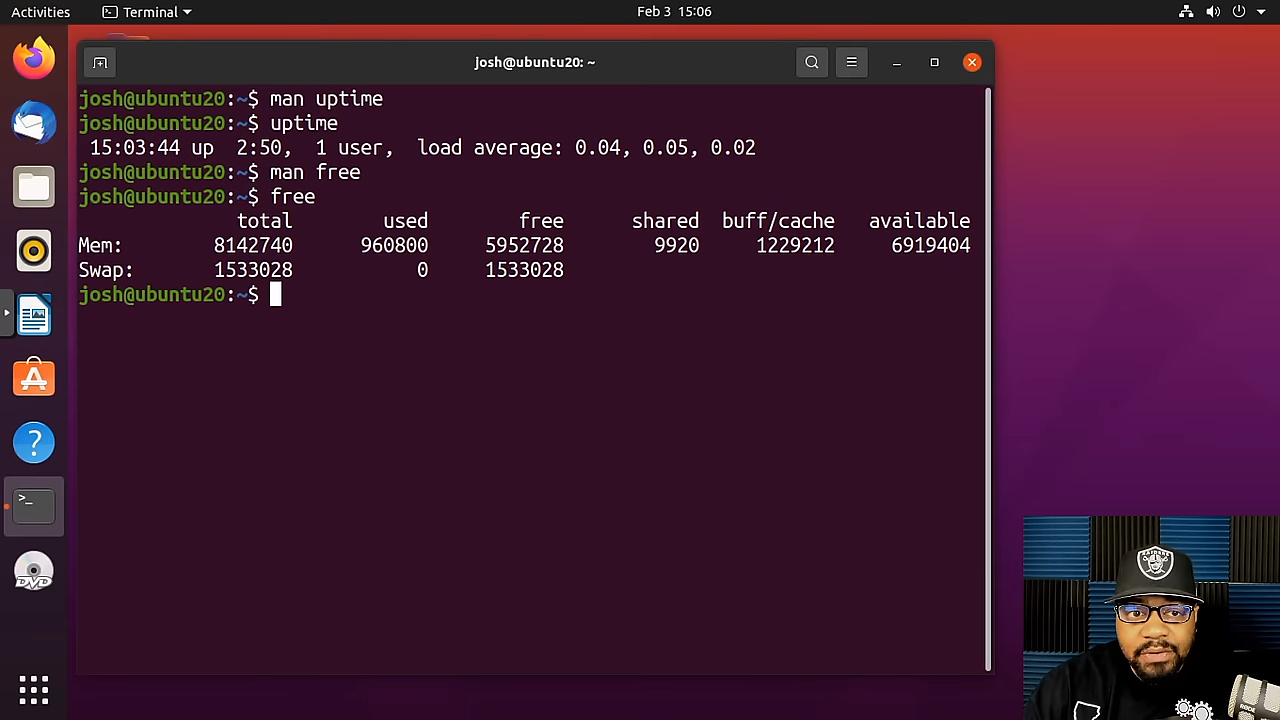 Activities Terminal Feb 3 15:06
josh@ubuntu20: ~
josh@ubuntu20:~$ man uptime
josh@ubuntu20:~$ uptime
15:03:44 up 2:50, 1 user, load average: 0.04, 0.05, 0.02
josh@ubuntu20:~$ man free
josh@ubuntu20:~$ free
total used free shared buff/cache available
Mem: 8142740 960800 5952728 9920 1229212 6919404
Swap: 1533028 0 1533028
josh@ubuntu20:~$
>_
DVD
RAIDERS
RODE